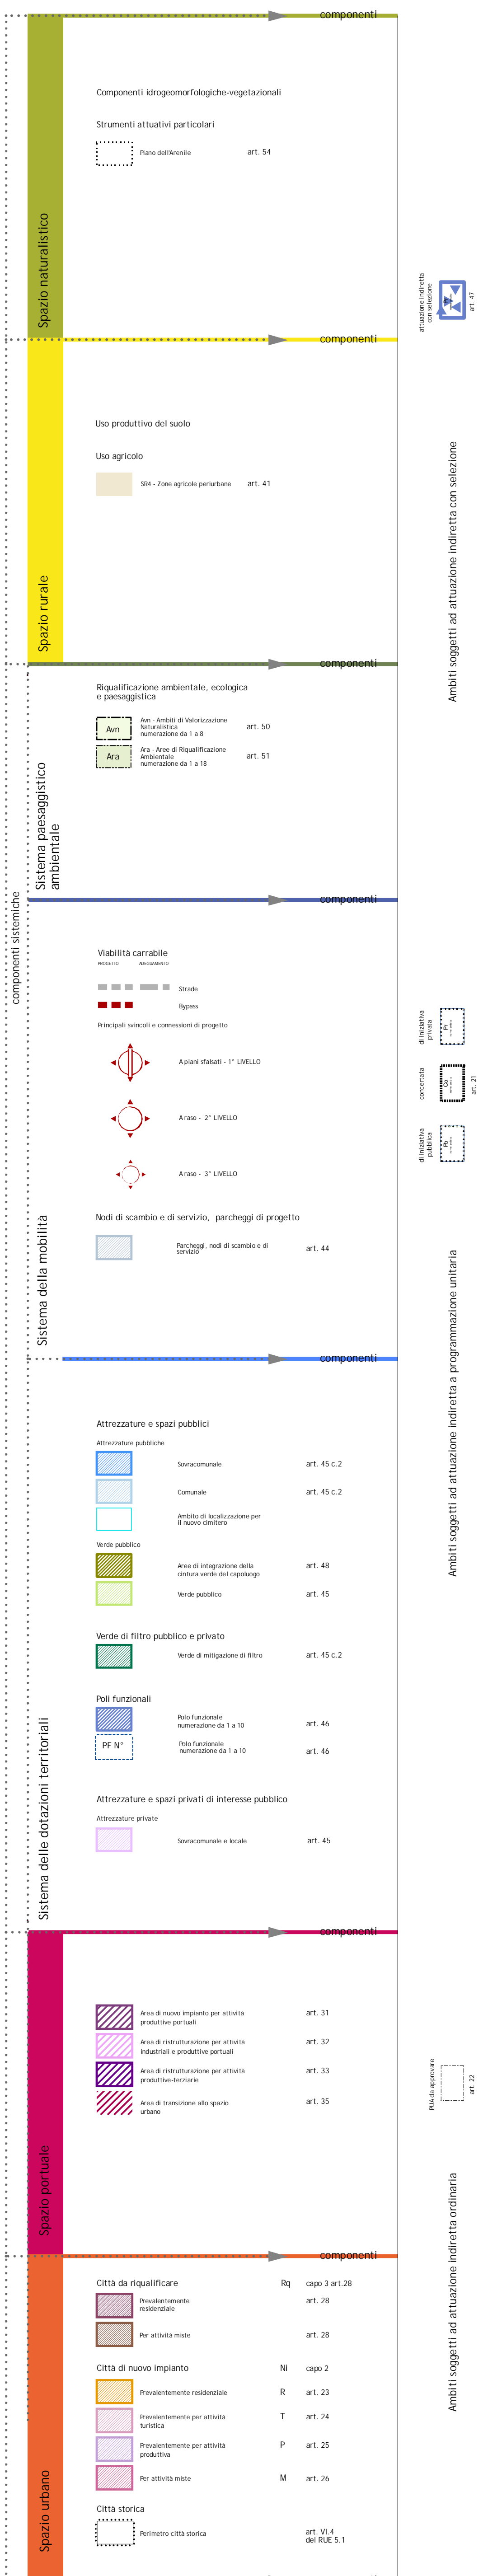 componenti
Componenti idrogeomorfologiche-vegetazionali
Strumenti attuativi particolari
Piano dell'Arenile art. 54
Spazio naturalistico
componenti
Uso produttivo del suolo
Uso agricolo
SR4 - Zone agricole periurbane art. 41
Spazio rurale
componenti
Riqualificazione ambientale, ecologica
e paesaggistica
Avn
Avn - Ambiti di Valorizzazione
Naturalistica
numerazione da 1 a 8
art. 50
Ara
Ara - Aree di Riqualificazione
Ambientale
numerazione da 1 a 18
art. 51
Sistema paesaggistico
ambientale
componenti sistemiche
componenti
Viabilità carrabile
PROGETTO ADEGUAMENTO
Strade
Bypass
Principali svincoli e connessioni di progetto
A piani sfalsati - 1° LIVELLO
A raso - 2° LIVELLO
A raso - 3° LIVELLO
Nodi di scambio e di servizio, parcheggi di progetto
Parcheggi, nodi di scambio e di
servizio
art. 44
Sistema della mobilità
componenti
Attrezzature e spazi pubblici
Attrezzature pubbliche
Sovracomunale art. 45 c.2
Comunale art. 45 c.2
Ambito di localizzazione per
il nuovo cimitero
Verde pubblico
Aree di integrazione della
cintura verde del capoluogo
art. 48
Verde pubblico art. 45
Verde di filtro pubblico e privato
Verde di mitigazione di filtro art. 45 c.2
Poli funzionali
Polo funzionale
numerazione da 1 a 10
art. 46
PF N°
Polo funzionale
numerazione da 1 a 10
art. 46
Attrezzature e spazi privati di interesse pubblico
Attrezzature private
Sovracomunale e locale art. 45
Sistema delle dotazioni territoriali
componenti
Area di nuovo impianto per attività
produttive portuali
art. 31
Area di ristrutturazione per attività
industriali e produttive portuali
art. 32
Area di ristrutturazione per attività
produttive-terziarie
art. 33
Area di transizione allo spazio
urbano
art. 35
Spazio portuale
componenti
Città da riqualificare Rq capo 3 art.28
Prevalentemente
residenziale
art. 28
Per attività miste art. 28
Città di nuovo impianto Ni capo 2
Prevalentemente residenziale R art. 23
Prevalentemente per attività
turistica
T art. 24
Prevalentemente per attività
produttiva
P art. 25
Per attività miste M art. 26
Città storica
Perimetro città storica
art. VI.4
del RUE 5.1
Spazio urbano
attuazione indiretta
con selezione
art. 47
Ambiti soggetti ad attuazione indiretta con selezione
di iniziativa
privata
Pr
concertata
Co
art. 21
di iniziativa
pubblica
Pb
Ambiti soggetti ad attuazione indiretta a programmazione unitaria
PUA da approvare
art. 22
Ambiti soggetti ad attuazione indiretta ordinaria